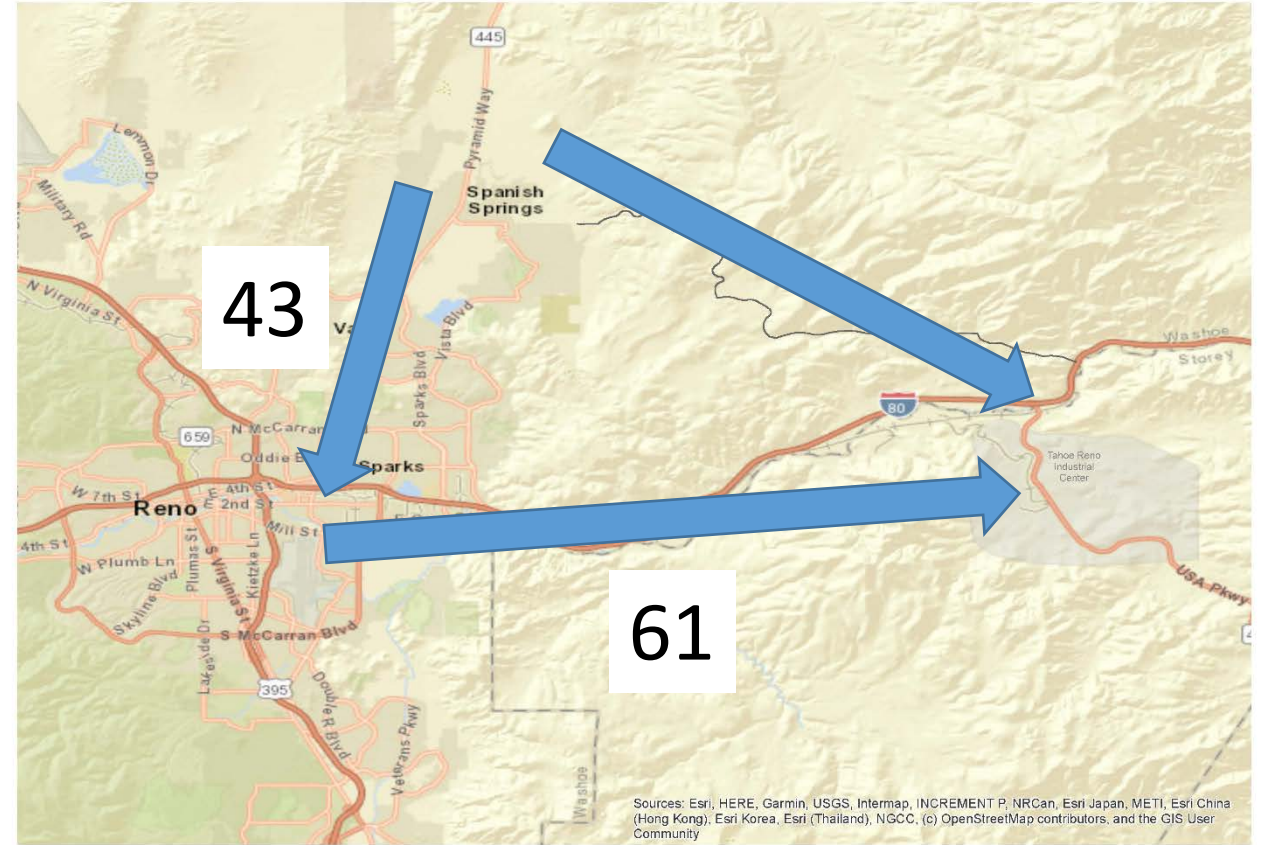 445
Lemmon Dr
Pyramid Way
Military Rd
Spanish
Springs
N Virginia St
43
Vista Blvd
Washoe
Storey
Sparks Blvd
80
659
N McCarran
Oddie
Sparks
Tahoe Reno
Industrial
Center
W 7th St
E 4th St
E 2nd St
Reno
Mill St
4th St
W Plumb Ln
Plumas St
S Virginia St
Kietzke Ln
Skyline Blvd
USA Pkwy
61
S McCarran Blvd
Lakeside Dr
395
Double R Blvd
Veterans Pkwy
Washoe
Sources: Esri, HERE, Garmin, USGS, Intermap, INCREMENT P, NRCan, Esri Japan, METI, Esri China
(Hong Kong), Esri Korea, Esri (Thailand), NGCC, (c) OpenStreetMap contributors, and the GIS User
Community